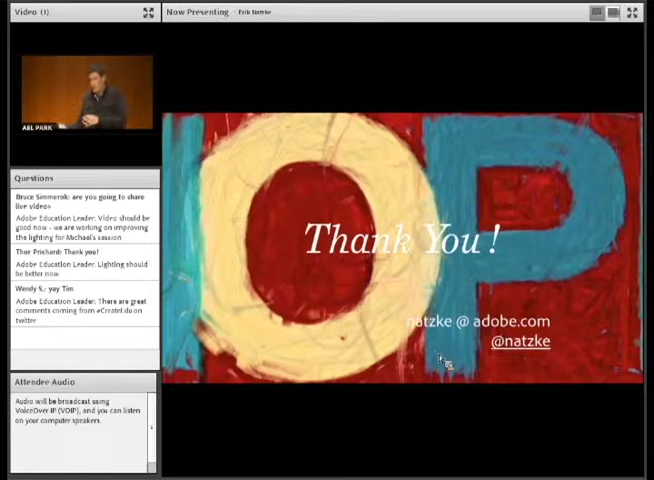 Video (1)
Now Presenting - Erik Natzke
ABL PARK
Questions
Bruce Simmerok: are you going to share
live video»
Adobe Education Leader: Video should be
good now - we are working on improving
the lighting for Michael's session
Thor Prichard: Thank you!
Adobe Education Leader: Lighting should
be better now
Wendy S.: yay Tim
Adobe Education Leader: There are great
comments coming from #CreateEdu on
twitter
Attendee Audio
Audio will be broadcast using
VoiceOver IP (VOIP), and you can listen
on your computer speakers.
IOP
Thank You!
natzke @ adobe.com
@natzke